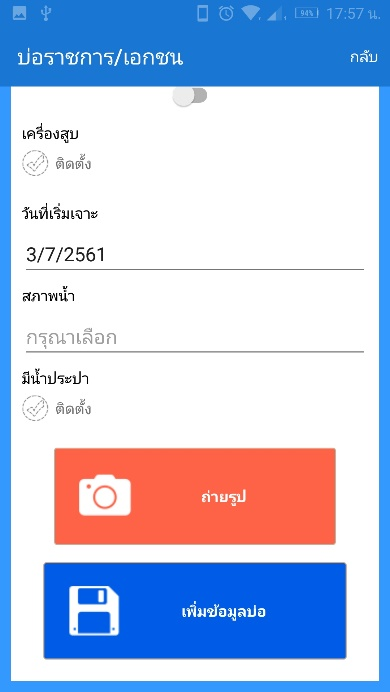 94%
17:57 น.
บ่อราชการ/เอกชน
กลับ
เครื่องสูบ
ติดตั้ง
วันที่เริ่มเจาะ
3/7/2561
สภาพน้ำ
กรุณาเลือก
มีน้ำประปา
ติดตั้ง
ถ่ายรูป
เพิ่มข้อมูลบ่อ